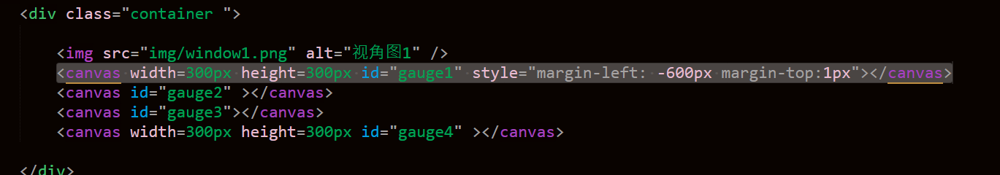 <div class="container ">
<img src="img/window1.png" alt="视角图1" />
<canvas width=300px height=300px id="gauge1" style="margin-left: -600px margin-top:1px"></canvas>
<canvas id="gauge2" ></canvas>
<canvas id="gauge3"></canvas>
<canvas width=300px height=300px id="gauge4" ></canvas>
</div>